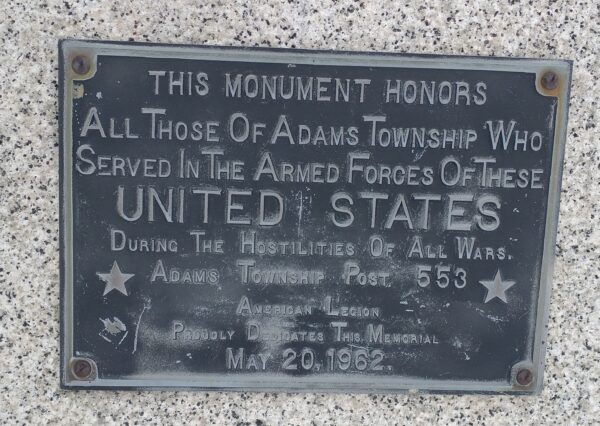 THIS MONUMENT HONORS
ALL THOSE OF ADAMS TOWNSHIP WHO
SERVED IN THE ARMED FORCES OF THESE
UNITED STATES
DURING THE HOSTILITIES OF ALL WARS.
ADAMS TOWNSHIP POST 553
AMERICAN LEGION
PROUDLY DEDICATES THIS MEMORIAL
MAY 20, 1962.